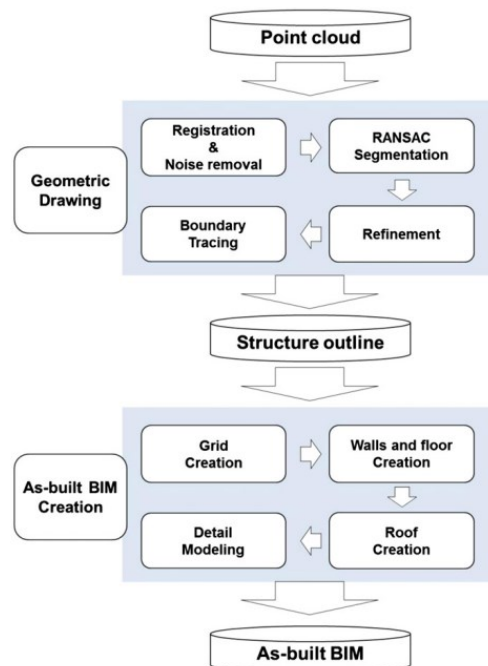 Point cloud
Geometric
Drawing
Registration
&
Noise removal
RANSAC
Segmentation
Refinement
Boundary
Tracing
Structure outline
As-built BIM
Creation
Grid
Creation
Walls and floor
Creation
Roof
Creation
Detail
Modeling
As-built BIM